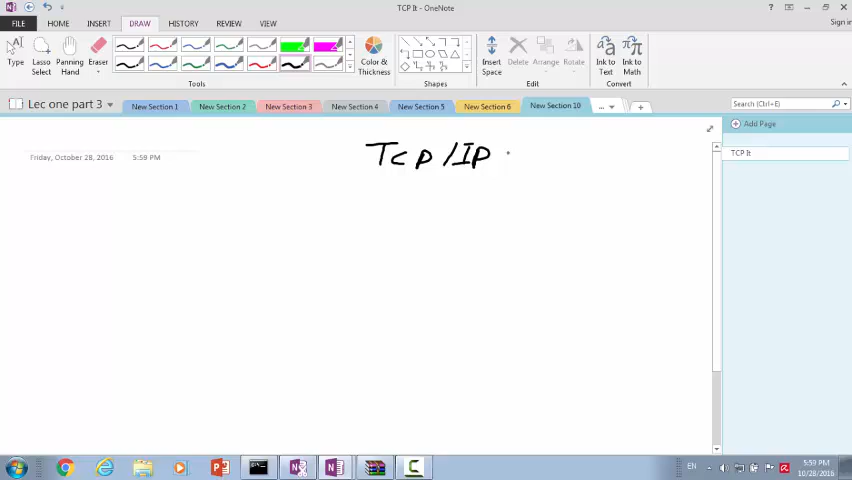 TCP It - OneNote
?
Sign in
FILE HOME INSERT DRAW HISTORY REVIEW VIEW
Type
Lasso Select
Panning Hand
Eraser
Color & Thickness
Insert Space
Delete
Arrange
Rotate
Ink to Text
Ink to Math
Tools
Shapes
Edit
Convert
Lec one part 3
New Section 1 New Section 2 New Section 3 New Section 4 New Section 5 New Section 6 New Section 10 ...
Search (Ctrl+E)
Add Page
Friday, October 28, 2016 5:59 PM
TCP It
Tcp/IP
EN
5:59 PM
10/28/2016